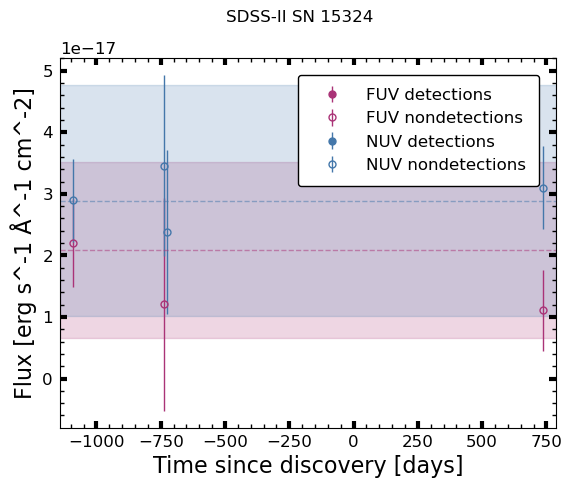 SDSS-II SN 15324
1e−17
5
4
3
2
1
0
Flux [erg s^-1 Å^-1 cm^-2]
FUV detections
FUV nondetections
NUV detections
NUV nondetections
−1000 −750 −500 −250 0 250 500 750
Time since discovery [days]